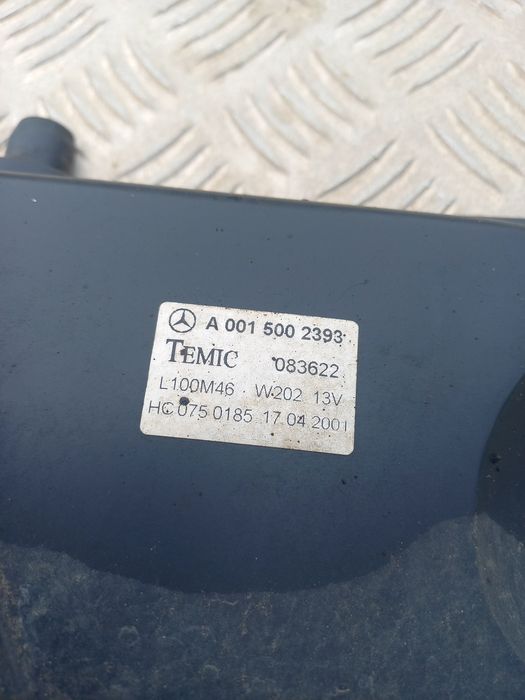 A 001 500 2393
TEMIC 083622
L100M46 W202 13V
HC 075 0185 17.04.2001